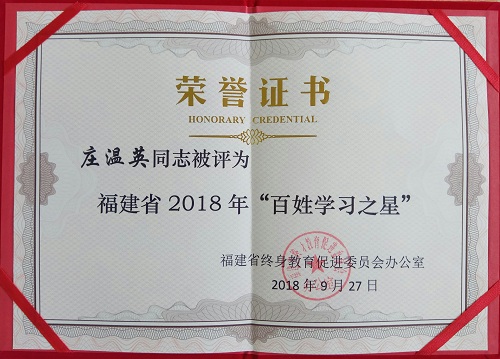 荣誉证书
HONORARY CREDENTIAL
庄温英同志被评为
福建省 2018 年“百姓学习之星”
福建省终身教育促进委员会办公室
2018 年 9 月 27 日